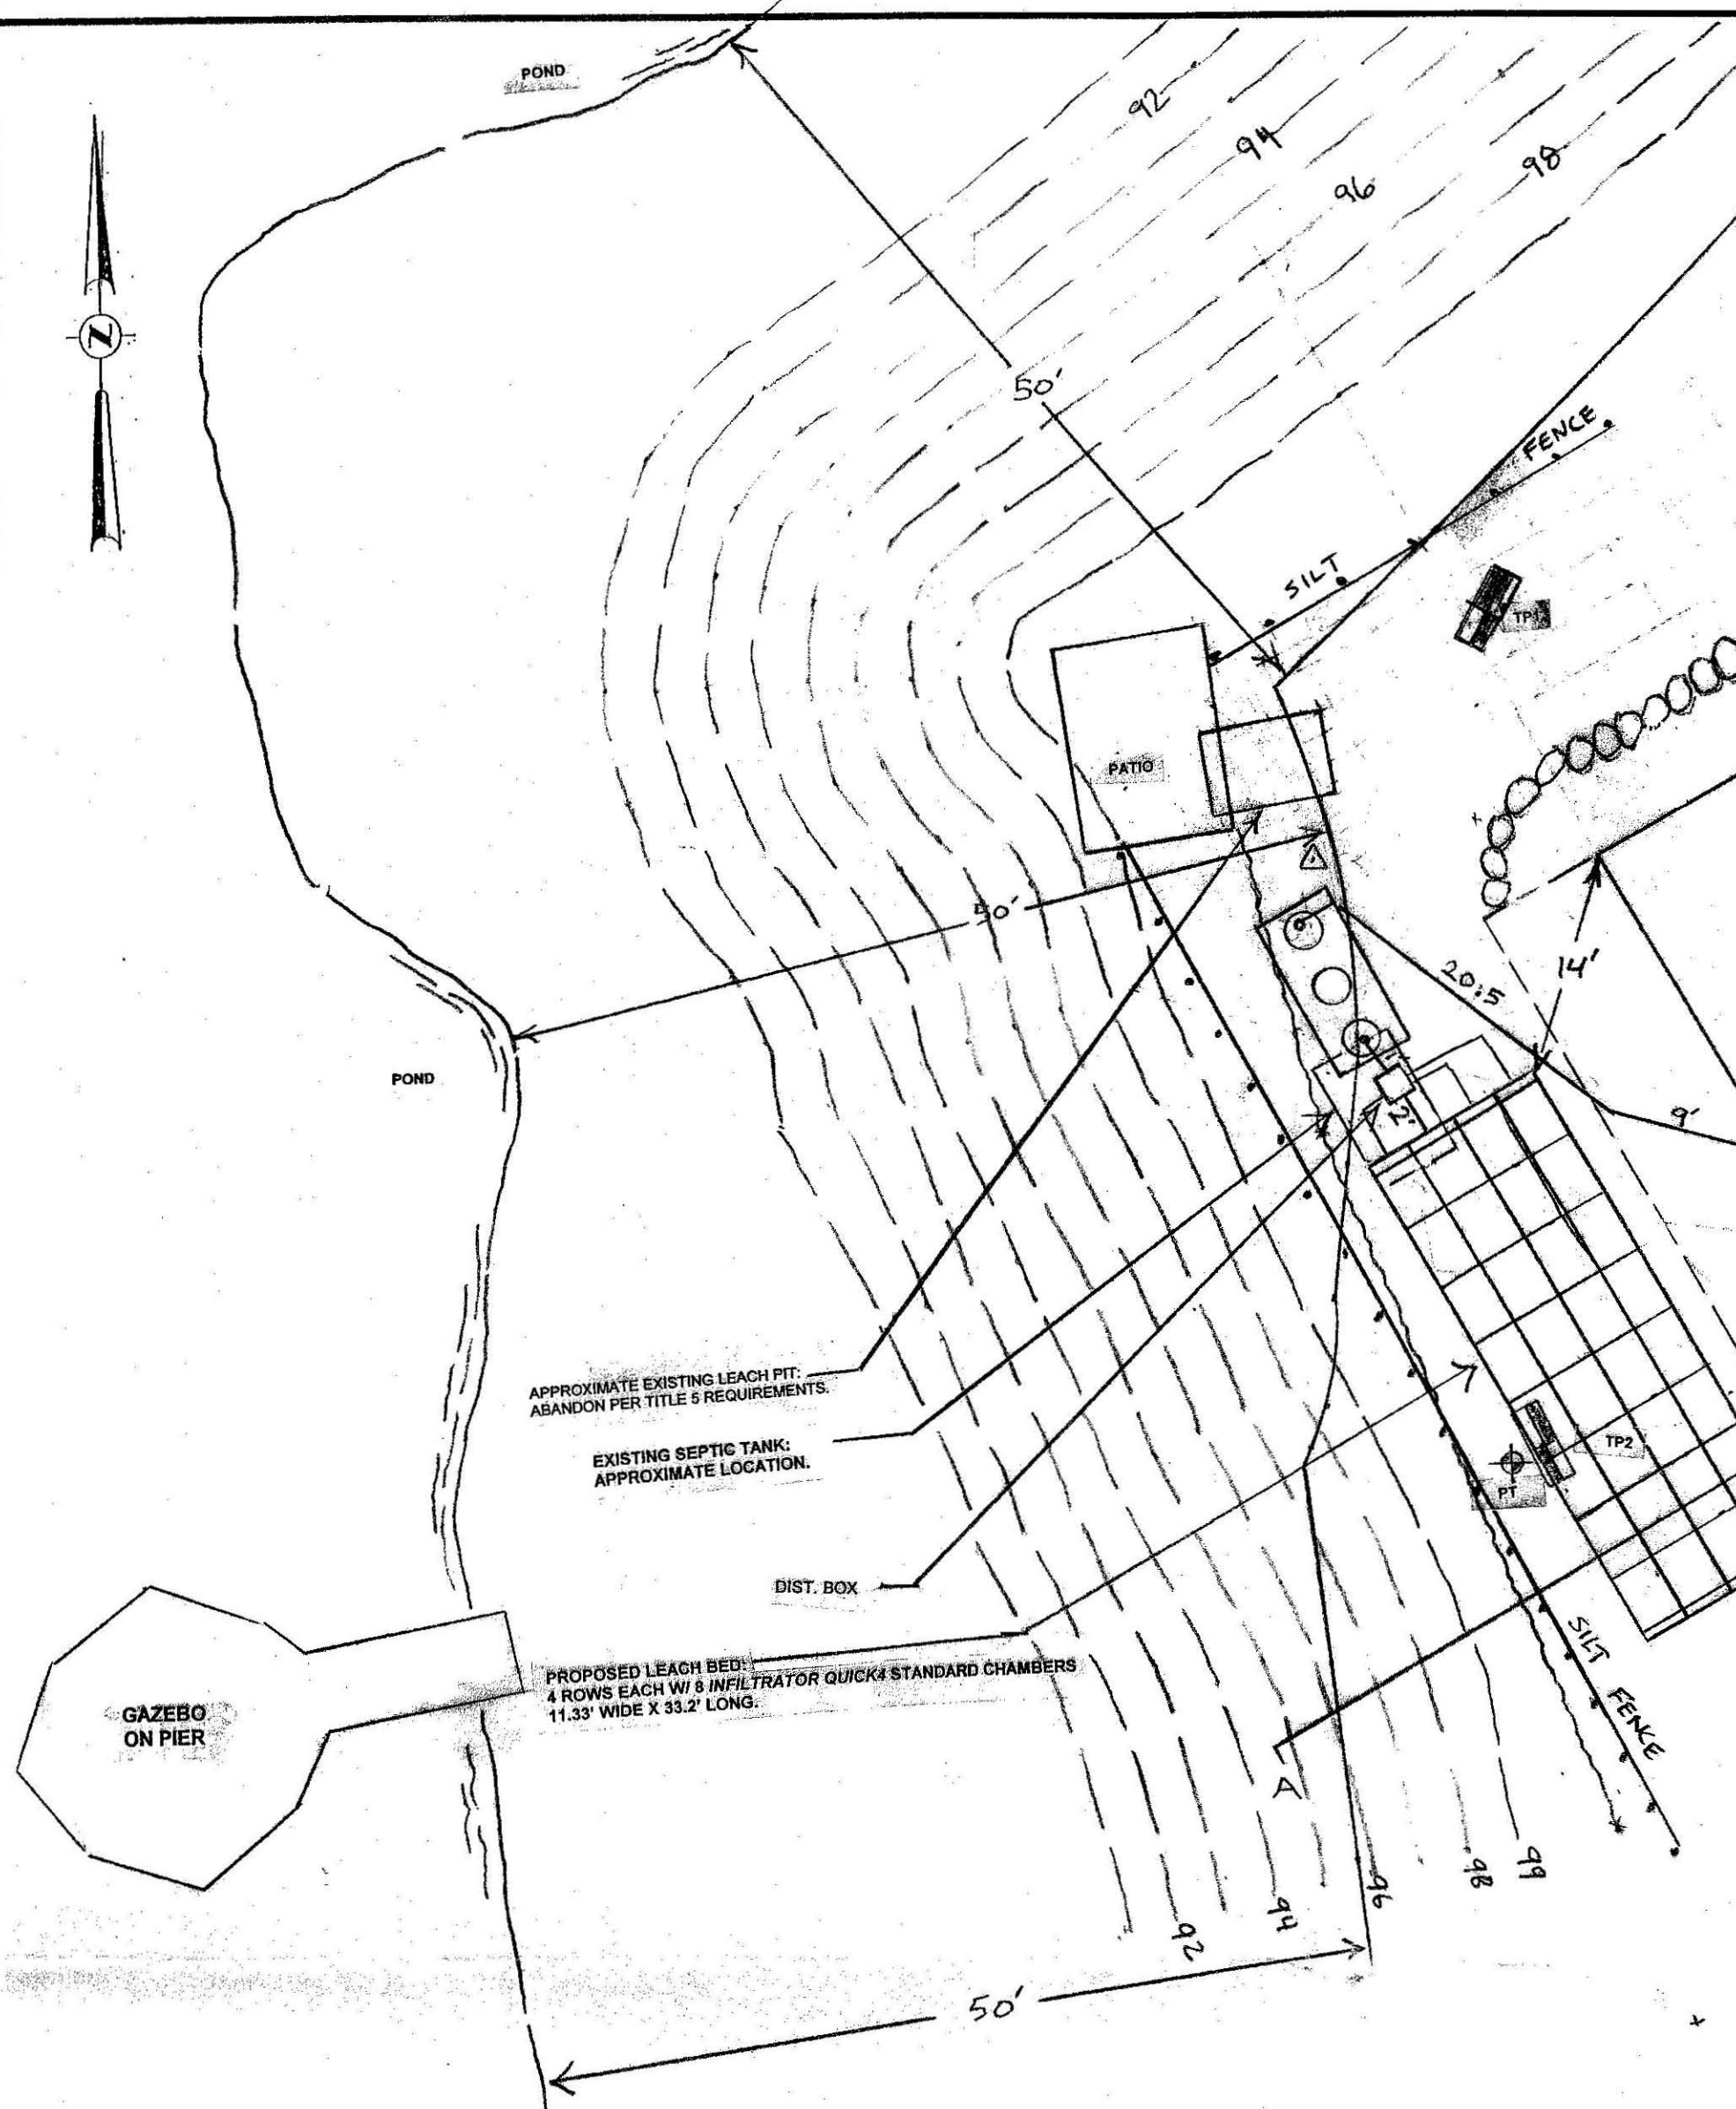 POND
92
94
96
98
N
50'
FENCE
SILT
TP1
PATIO
50'
20.5
14'
POND
9'
2'
APPROXIMATE EXISTING LEACH PIT:
ABANDON PER TITLE 5 REQUIREMENTS.
EXISTING SEPTIC TANK:
APPROXIMATE LOCATION.
TP2
PT
DIST. BOX
PROPOSED LEACH BED:
4 ROWS EACH W/ 8 INFILTRATOR QUICK4 STANDARD CHAMBERS
11.33' WIDE X 33.2' LONG.
SILT
FENCE
GAZEBO
ON PIER
A
92
94
96
98
99
50'